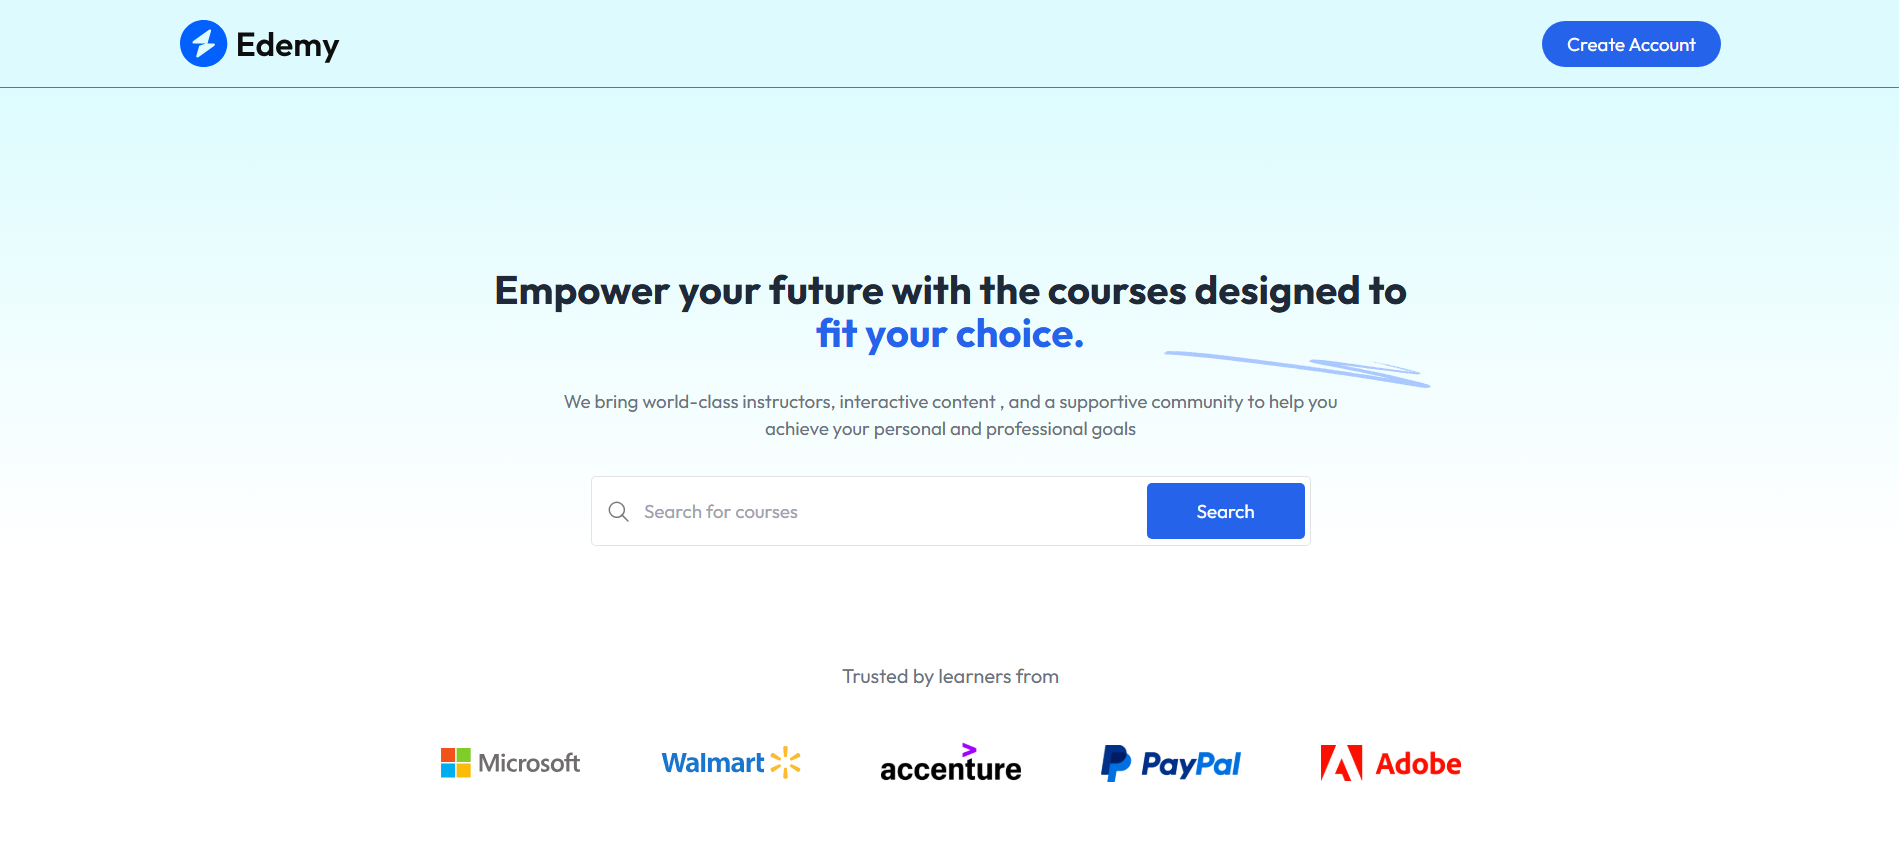 Edemy
Create Account
Empower your future with the courses designed to
fit your choice.
We bring world-class instructors, interactive content , and a supportive community to help you
achieve your personal and professional goals
Search for courses
Search
Trusted by learners from
Microsoft
Walmart
accenture
PayPal
Adobe